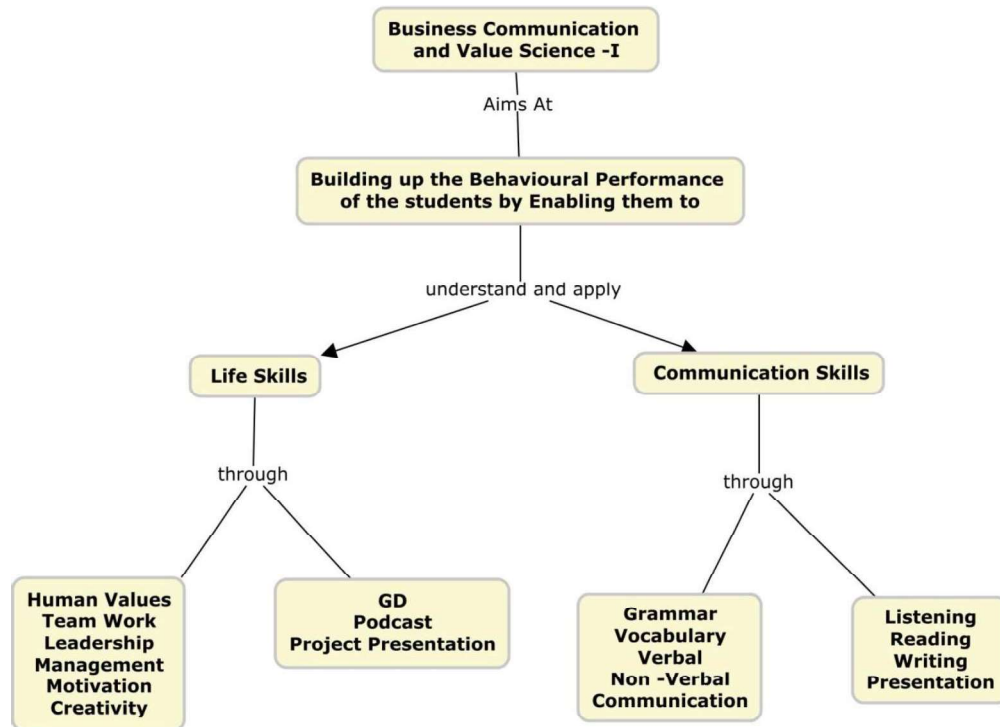 Business Communication
and Value Science -I
Aims At
Building up the Behavioural Performance
of the students by Enabling them to
understand and apply
Life Skills
Communication Skills
through
through
Human Values
Team Work
Leadership
Management
Motivation
Creativity
GD
Podcast
Project Presentation
Grammar
Vocabulary
Verbal
Non -Verbal
Communication
Listening
Reading
Writing
Presentation